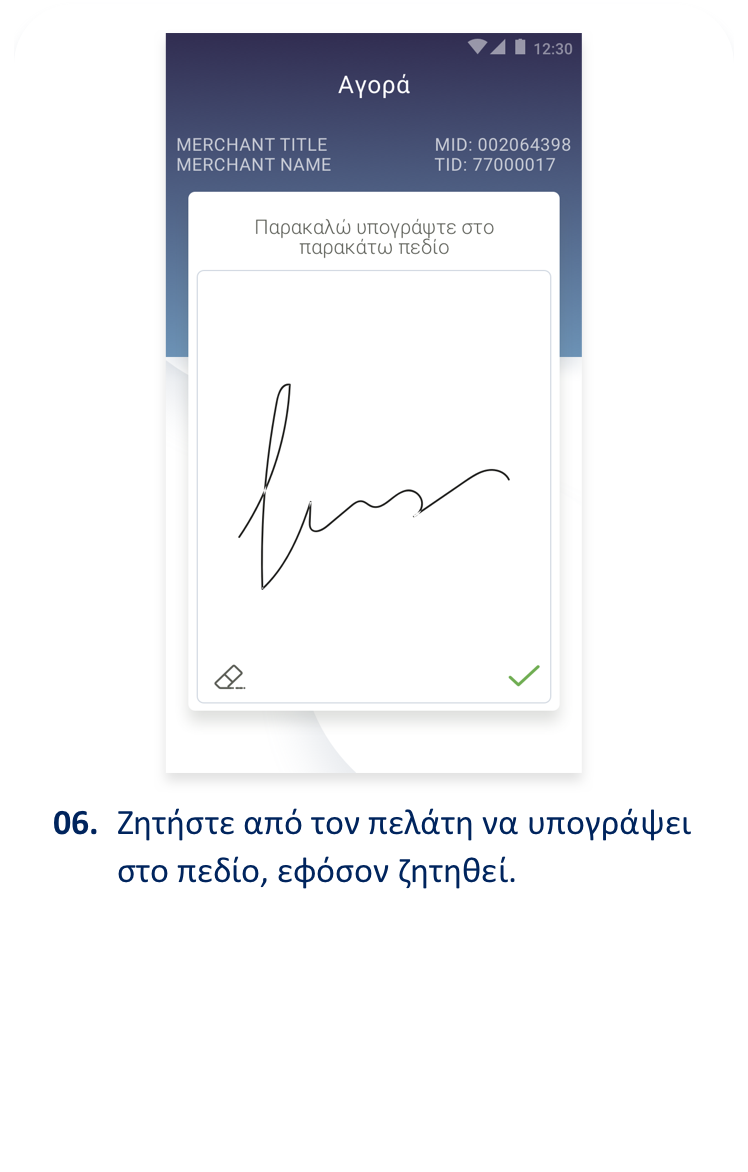 12:30
Αγορά
MERCHANT TITLE MID: 002064398
MERCHANT NAME TID: 77000017
Παρακαλώ υπογράψτε στο
παρακάτω πεδίο
06. Ζητήστε από τον πελάτη να υπογράψει
στο πεδίο, εφόσον ζητηθεί.